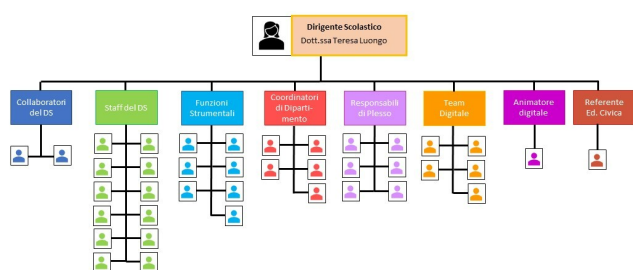 Dirigente Scolastico
Dott.ssa Teresa Luongo
Collaboratori
del DS
Staff del DS
Funzioni
Strumentali
Coordinatori
di Diparti-
mento
Responsabili
di Plesso
Team
Digitale
Animatore
digitale
Referente
Ed. Civica